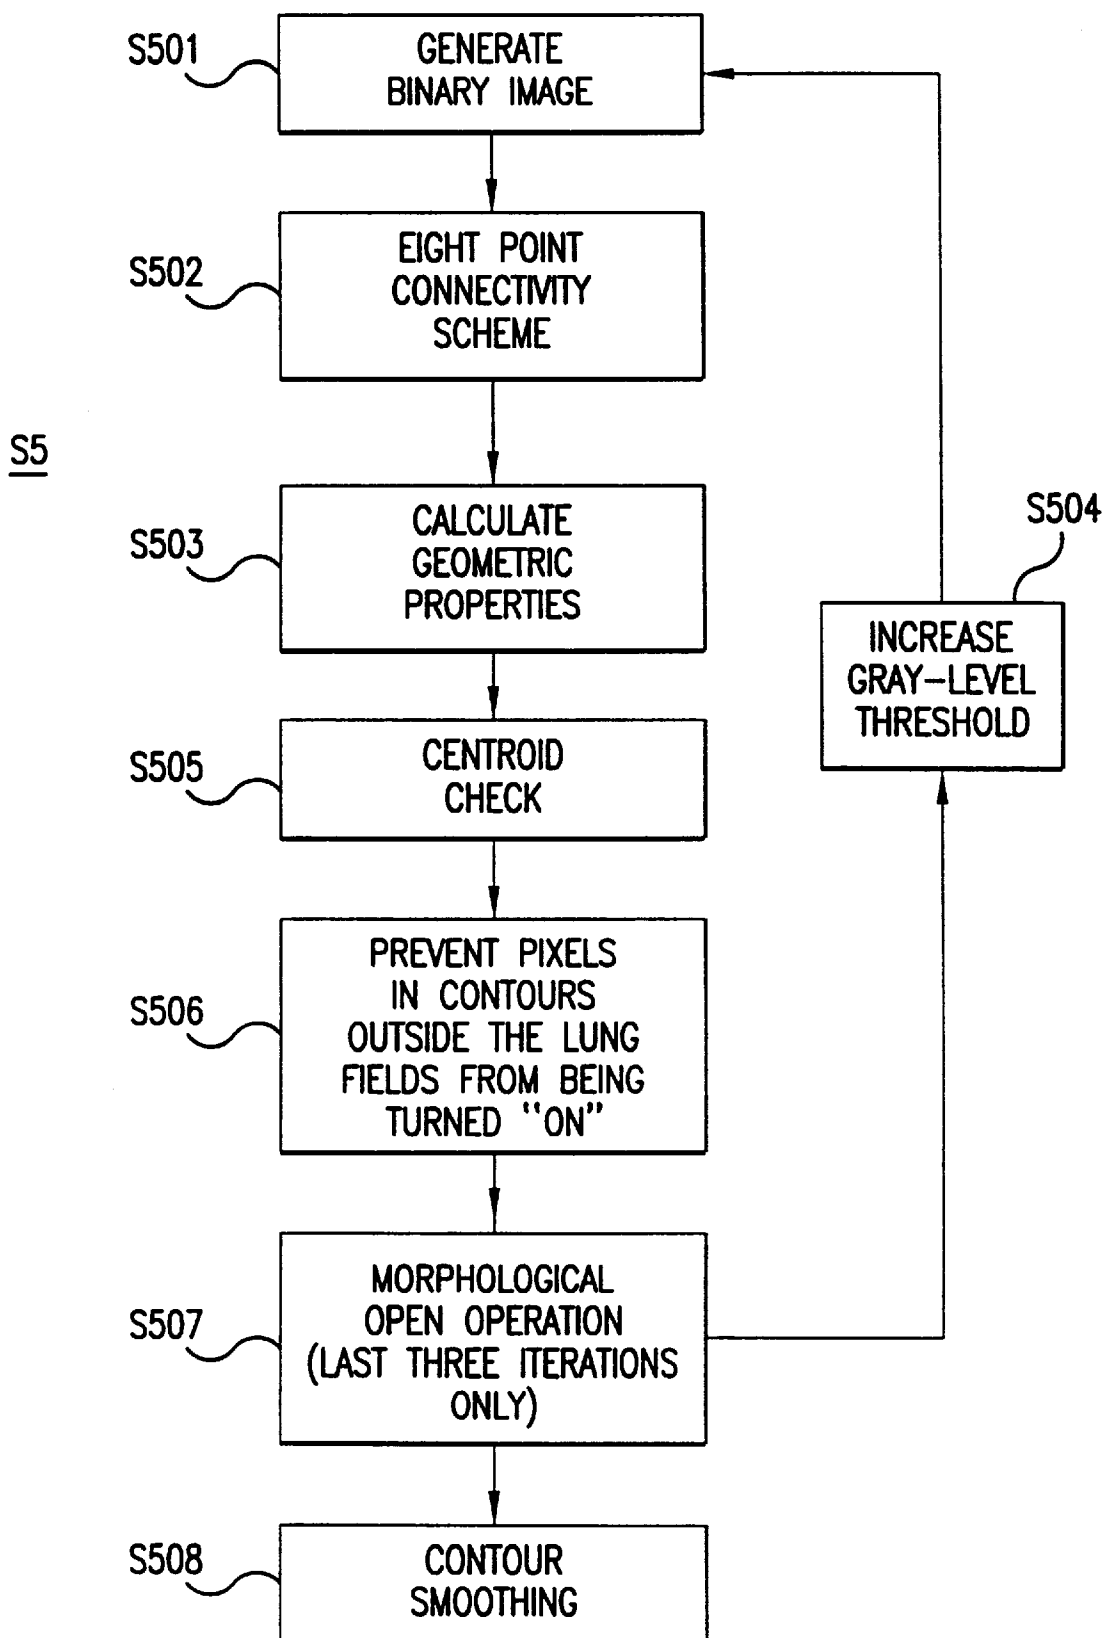 S501
GENERATE
BINARY IMAGE
S502
EIGHT POINT
CONNECTIVITY
SCHEME
S5
S503
CALCULATE
GEOMETRIC
PROPERTIES
S504
INCREASE
GRAY-LEVEL
THRESHOLD
S505
CENTROID
CHECK
S506
PREVENT PIXELS
IN CONTOURS
OUTSIDE THE LUNG
FIELDS FROM BEING
TURNED "ON"
S507
MORPHOLOGICAL
OPEN OPERATION
(LAST THREE ITERATIONS
ONLY)
S508
CONTOUR
SMOOTHING